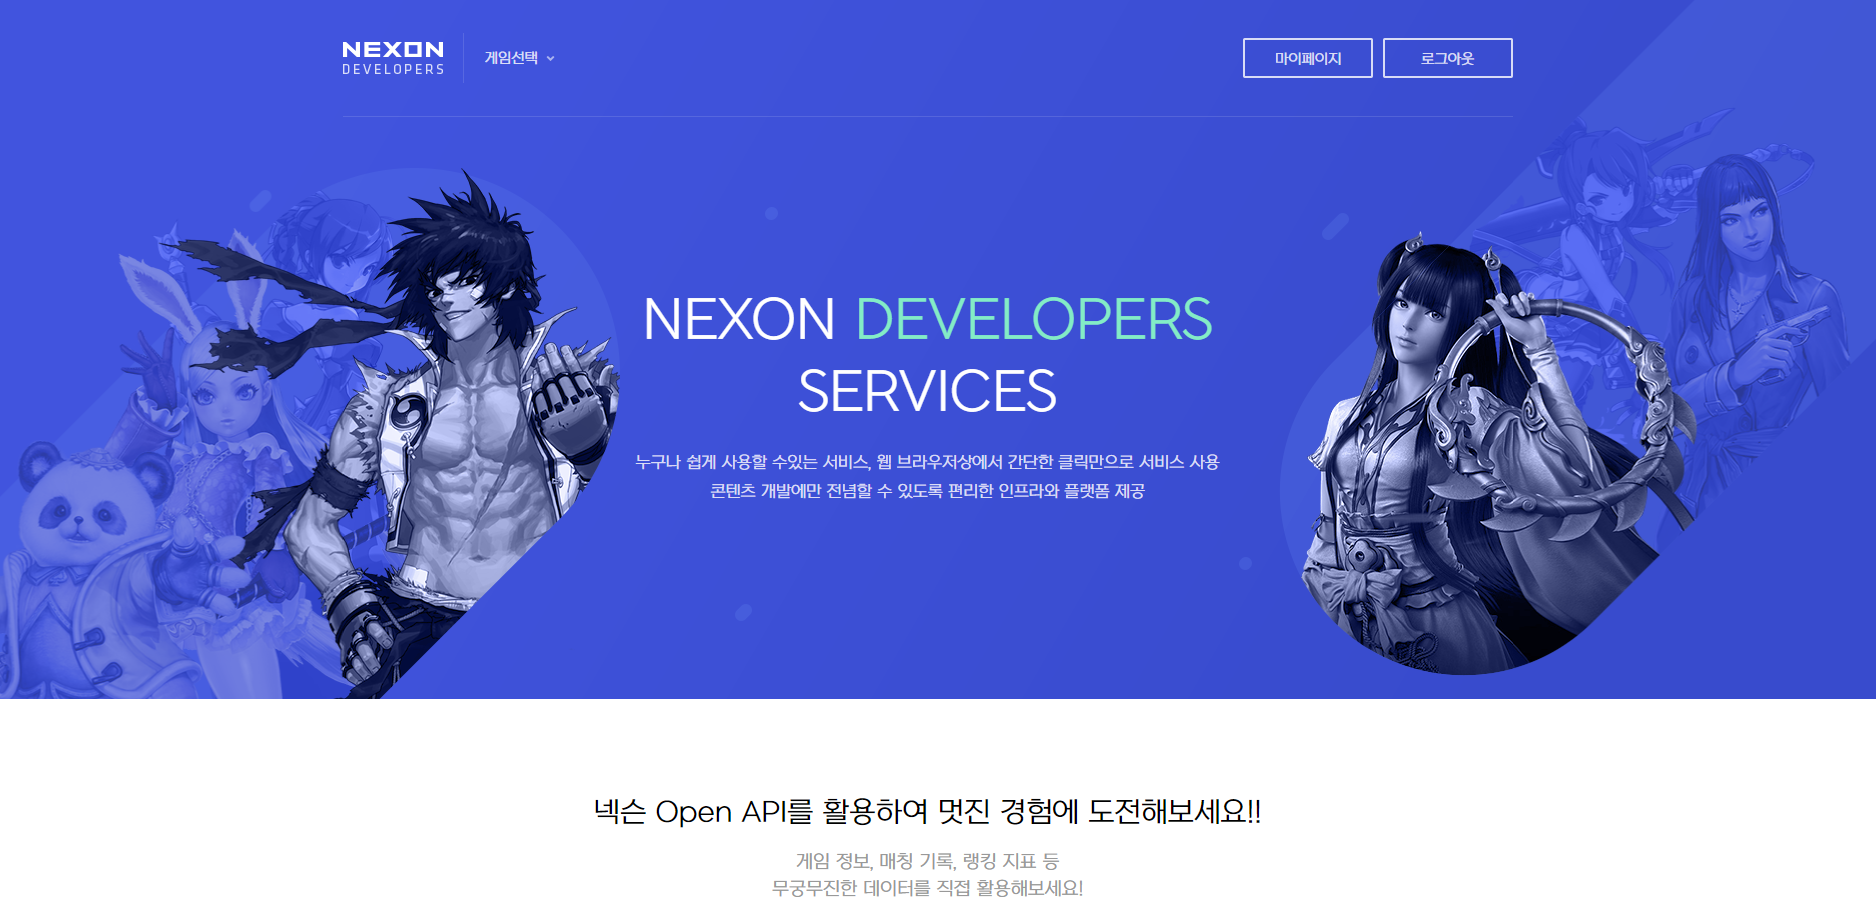 NEXON
DEVELOPERS
게임선택
마이페이지
로그아웃
NEXON DEVELOPERS
SERVICES
누구나 쉽게 사용할 수있는 서비스, 웹 브라우저상에서 간단한 클릭만으로 서비스 사용
콘텐츠 개발에만 전념할 수 있도록 편리한 인프라와 플랫폼 제공
넥슨 Open API를 활용하여 멋진 경험에 도전해보세요!!
게임 정보, 매칭 기록, 랭킹 지표 등
무궁무진한 데이터를 직접 활용해보세요!